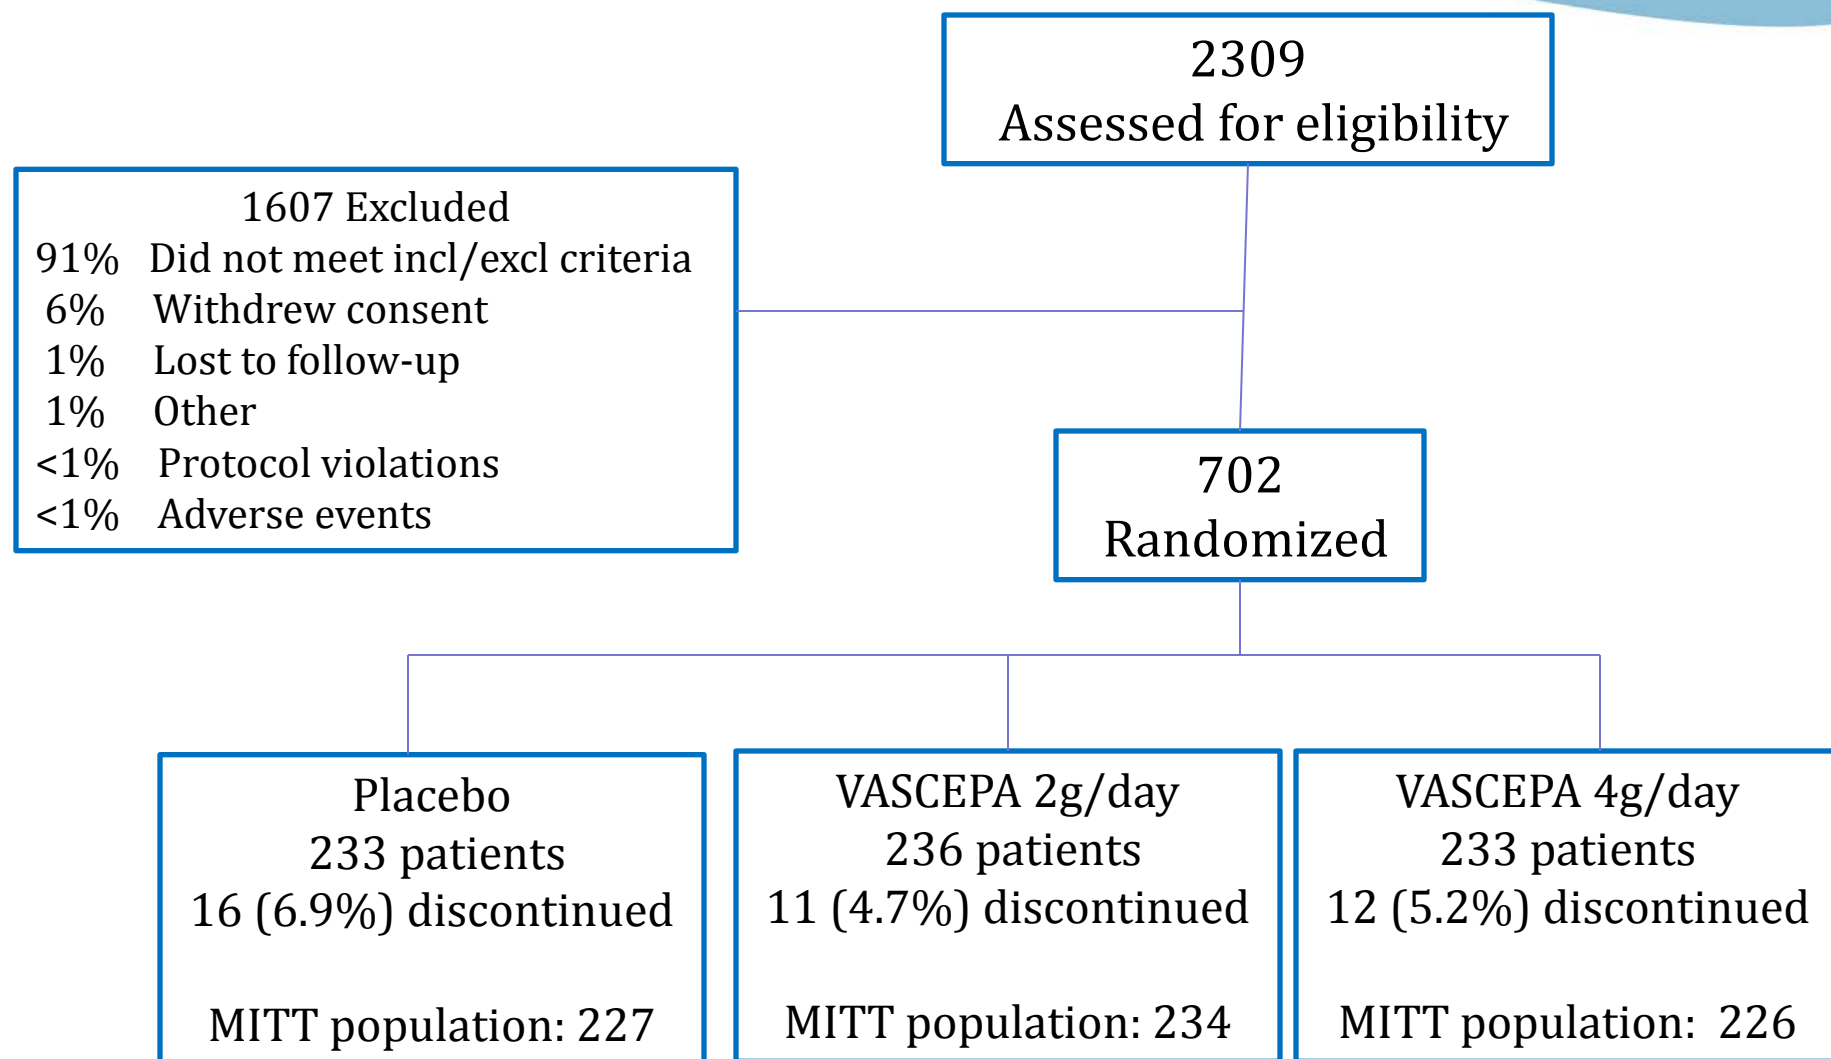 2309
Assessed for eligibility
1607 Excluded
91% Did not meet incl/excl criteria
6% Withdrew consent
1% Lost to follow-up
1% Other
<1% Protocol violations
<1% Adverse events
702
Randomized
Placebo
233 patients
16 (6.9%) discontinued
MITT population: 227
VASCEPA 2g/day
236 patients
11 (4.7%) discontinued
MITT population: 234
VASCEPA 4g/day
233 patients
12 (5.2%) discontinued
MITT population: 226